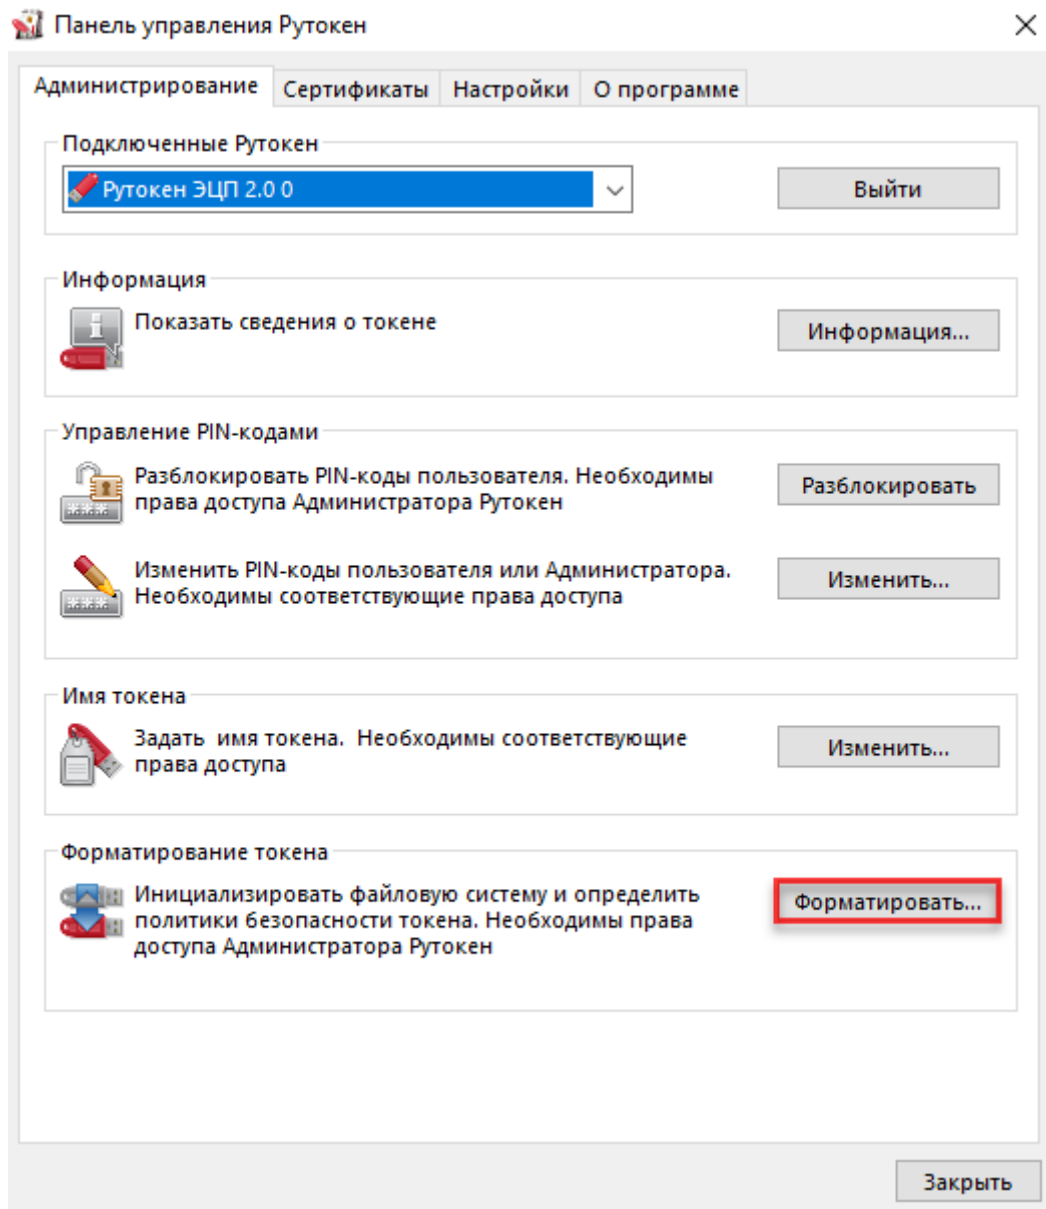 Панель управления Рутокен
Администрирование Сертификаты Настройки О программе
Подключенные Рутокен
Рутокен ЭЦП 2.0 0
Выйти
Информация
Показать сведения о токене
Информация...
Управление PIN-кодами
Разблокировать PIN-коды пользователя. Необходимы
права доступа Администратора Рутокен
Разблокировать
Изменить PIN-коды пользователя или Администратора.
Необходимы соответствующие права доступа
Изменить...
Имя токена
Задать имя токена. Необходимы соответствующие
права доступа
Изменить...
Форматирование токена
Инициализировать файловую систему и определить
политики безопасности токена. Необходимы права
доступа Администратора Рутокен
Форматировать...
Закрыть